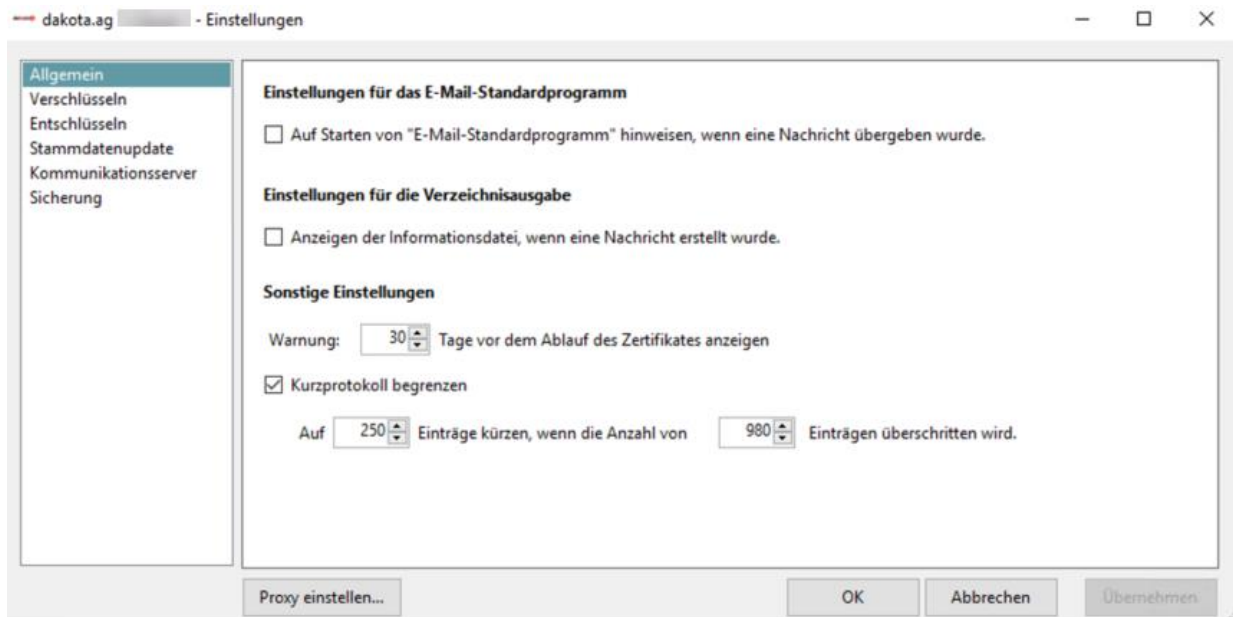 dakota.ag - Einstellungen
Allgemein
Verschlüsseln
Entschlüsseln
Stammdatenupdate
Kommunikationsserver
Sicherung
Einstellungen für das E-Mail-Standardprogramm
Auf Starten von "E-Mail-Standardprogramm" hinweisen, wenn eine Nachricht übergeben wurde.
Einstellungen für die Verzeichnisausgabe
Anzeigen der Informationsdatei, wenn eine Nachricht erstellt wurde.
Sonstige Einstellungen
Warnung: 30 Tage vor dem Ablauf des Zertifikates anzeigen
Kurzprotokoll begrenzen
Auf 250 Einträge kürzen, wenn die Anzahl von 980 Einträgen überschritten wird.
Proxy einstellen... OK Abbrechen Übernehmen